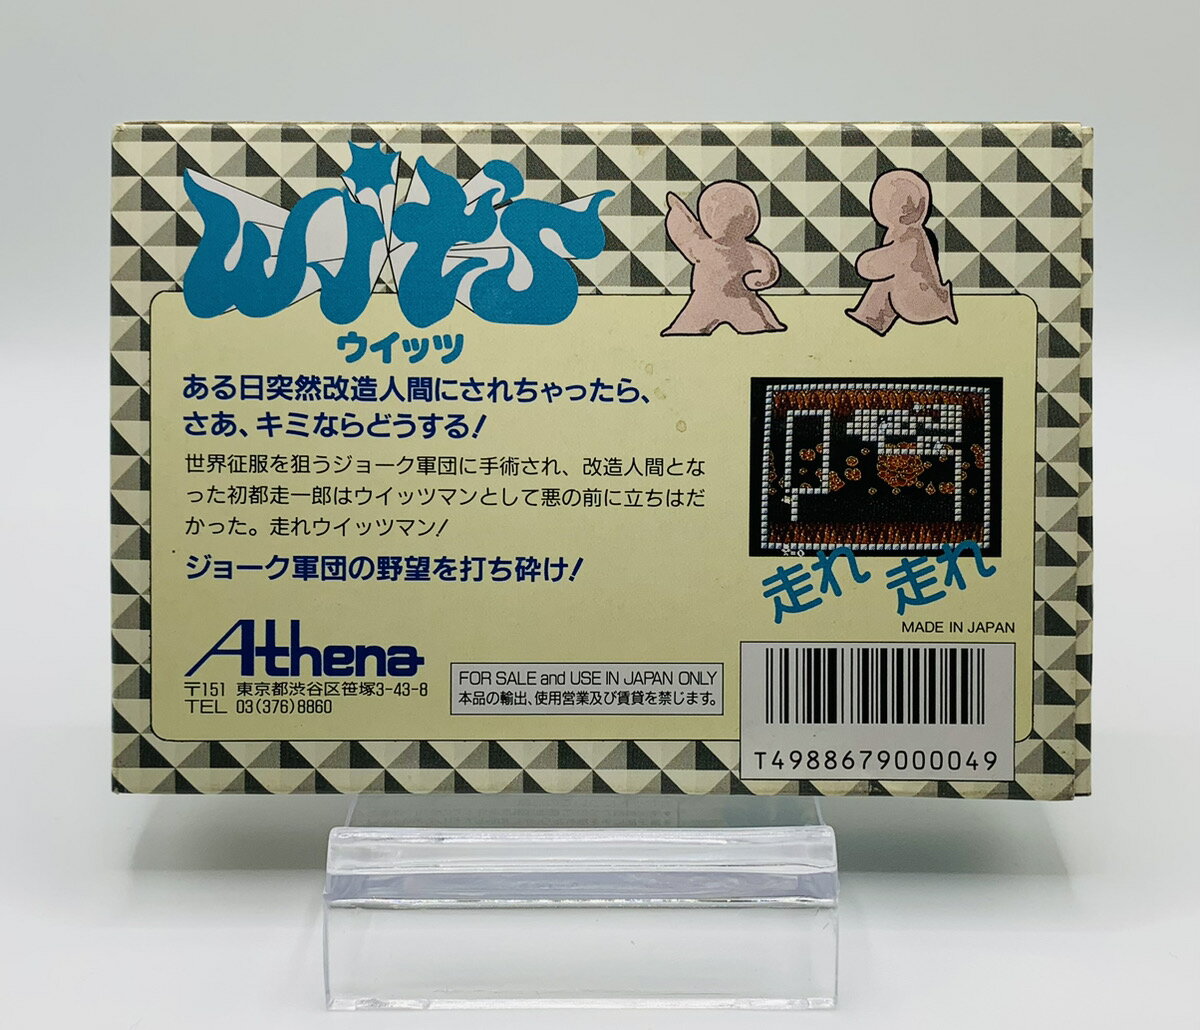 wit's
ウイッツ
ある日突然改造人間にされちゃったら、
さあ、キミならどうする!
世界征服を狙うジョーク軍団に手術され、改造人間とな
った初都走一郎はウイッツマンとして悪の前に立ちはだ
かった。走れウイッツマン!
ジョーク軍団の野望を打ち砕け!
走れ 走れ
MADE IN JAPAN
Athena
〒151 東京都渋谷区笹塚3-43-8
TEL 03(376)8860
FOR SALE and USE IN JAPAN ONLY
本品の輸出、使用営業及び賃貸を禁じます。
T4988679000049